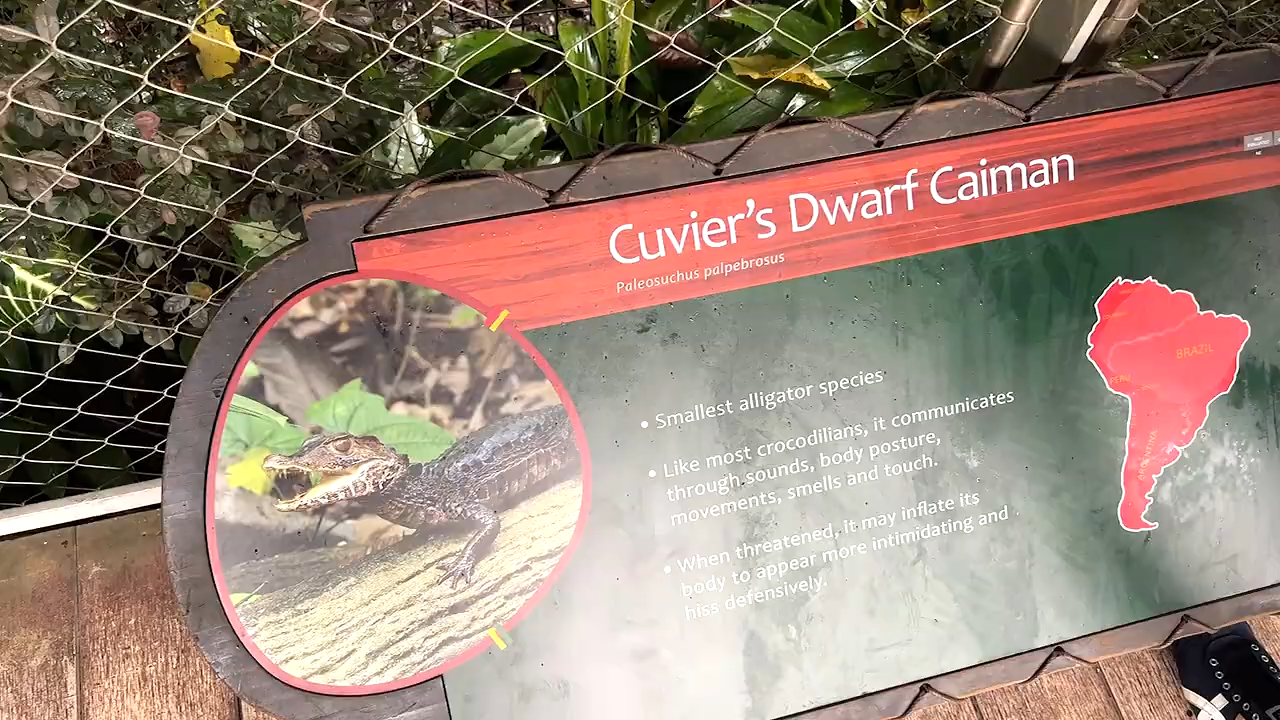 Cuvier's Dwarf Caiman
Paleosuchus palpebrosus
• Smallest alligator species
• Like most crocodilians, it communicates
through sounds, body posture,
movements, smells and touch.
• When threatened, it may inflate its
body to appear more intimidating and
hiss defensively.
BRAZIL
PERU
ARGENTINA